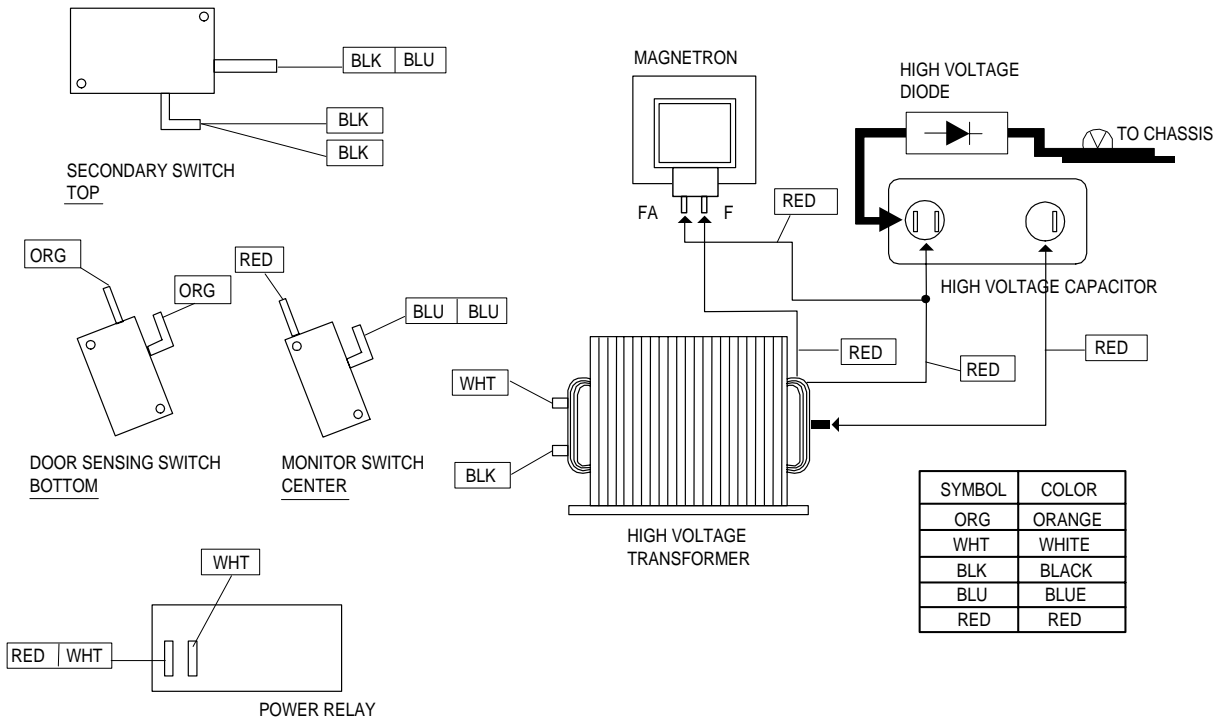 BLK BLU
BLK
BLK
SECONDARY SWITCH
TOP
MAGNETRON
FA F
RED
HIGH VOLTAGE
DIODE
TO CHASSIS
HIGH VOLTAGE CAPACITOR
ORG
ORG
DOOR SENSING SWITCH
BOTTOM
RED
BLU BLU
MONITOR SWITCH
CENTER
WHT
BLK
RED
RED
RED
HIGH VOLTAGE
TRANSFORMER
SYMBOL COLOR
ORG ORANGE
WHT WHITE
BLK BLACK
BLU BLUE
RED RED
WHT
RED WHT
POWER RELAY